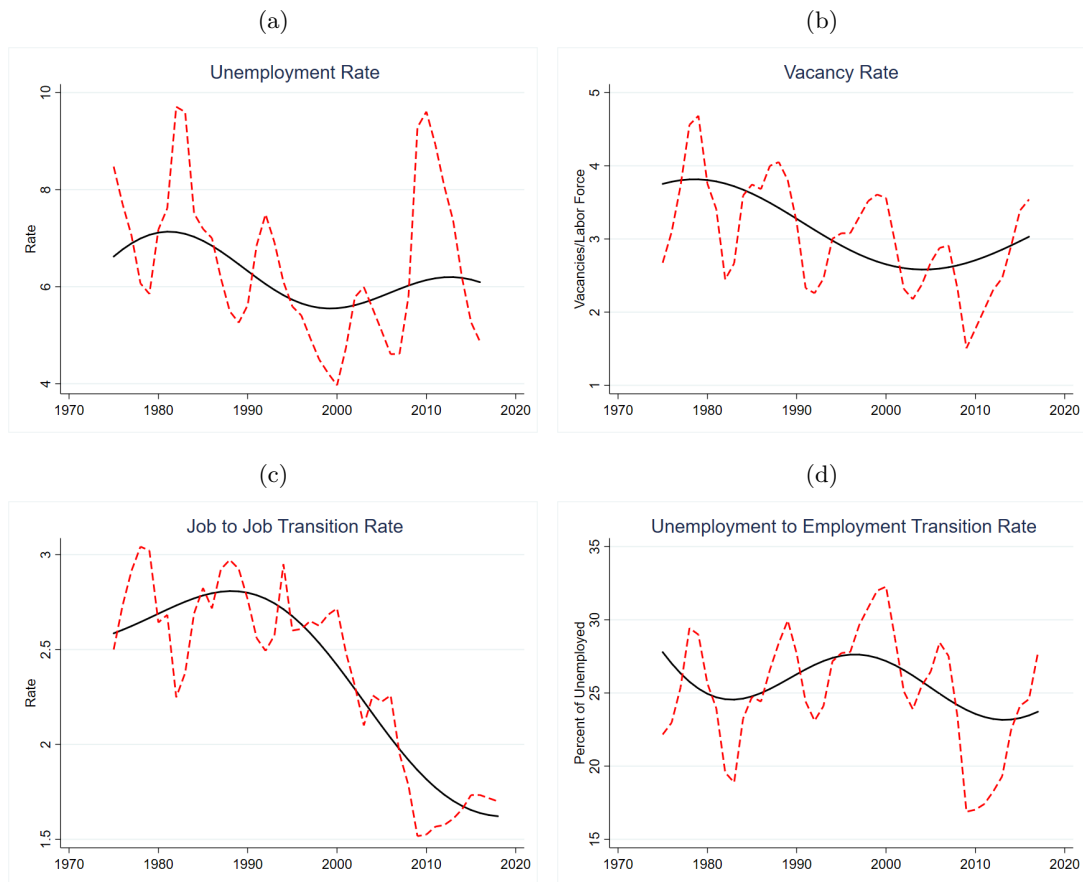 (a)
Unemployment Rate
Rate
10
8
6
4
1970 1980 1990 2000 2010 2020
(b)
Vacancy Rate
Vacancies/Labor Force
5
4
3
2
1
1970 1980 1990 2000 2010 2020
(c)
Job to Job Transition Rate
Rate
3
2.5
2
1.5
1970 1980 1990 2000 2010 2020
(d)
Unemployment to Employment Transition Rate
Percent of Unemployed
35
30
25
20
15
1970 1980 1990 2000 2010 2020